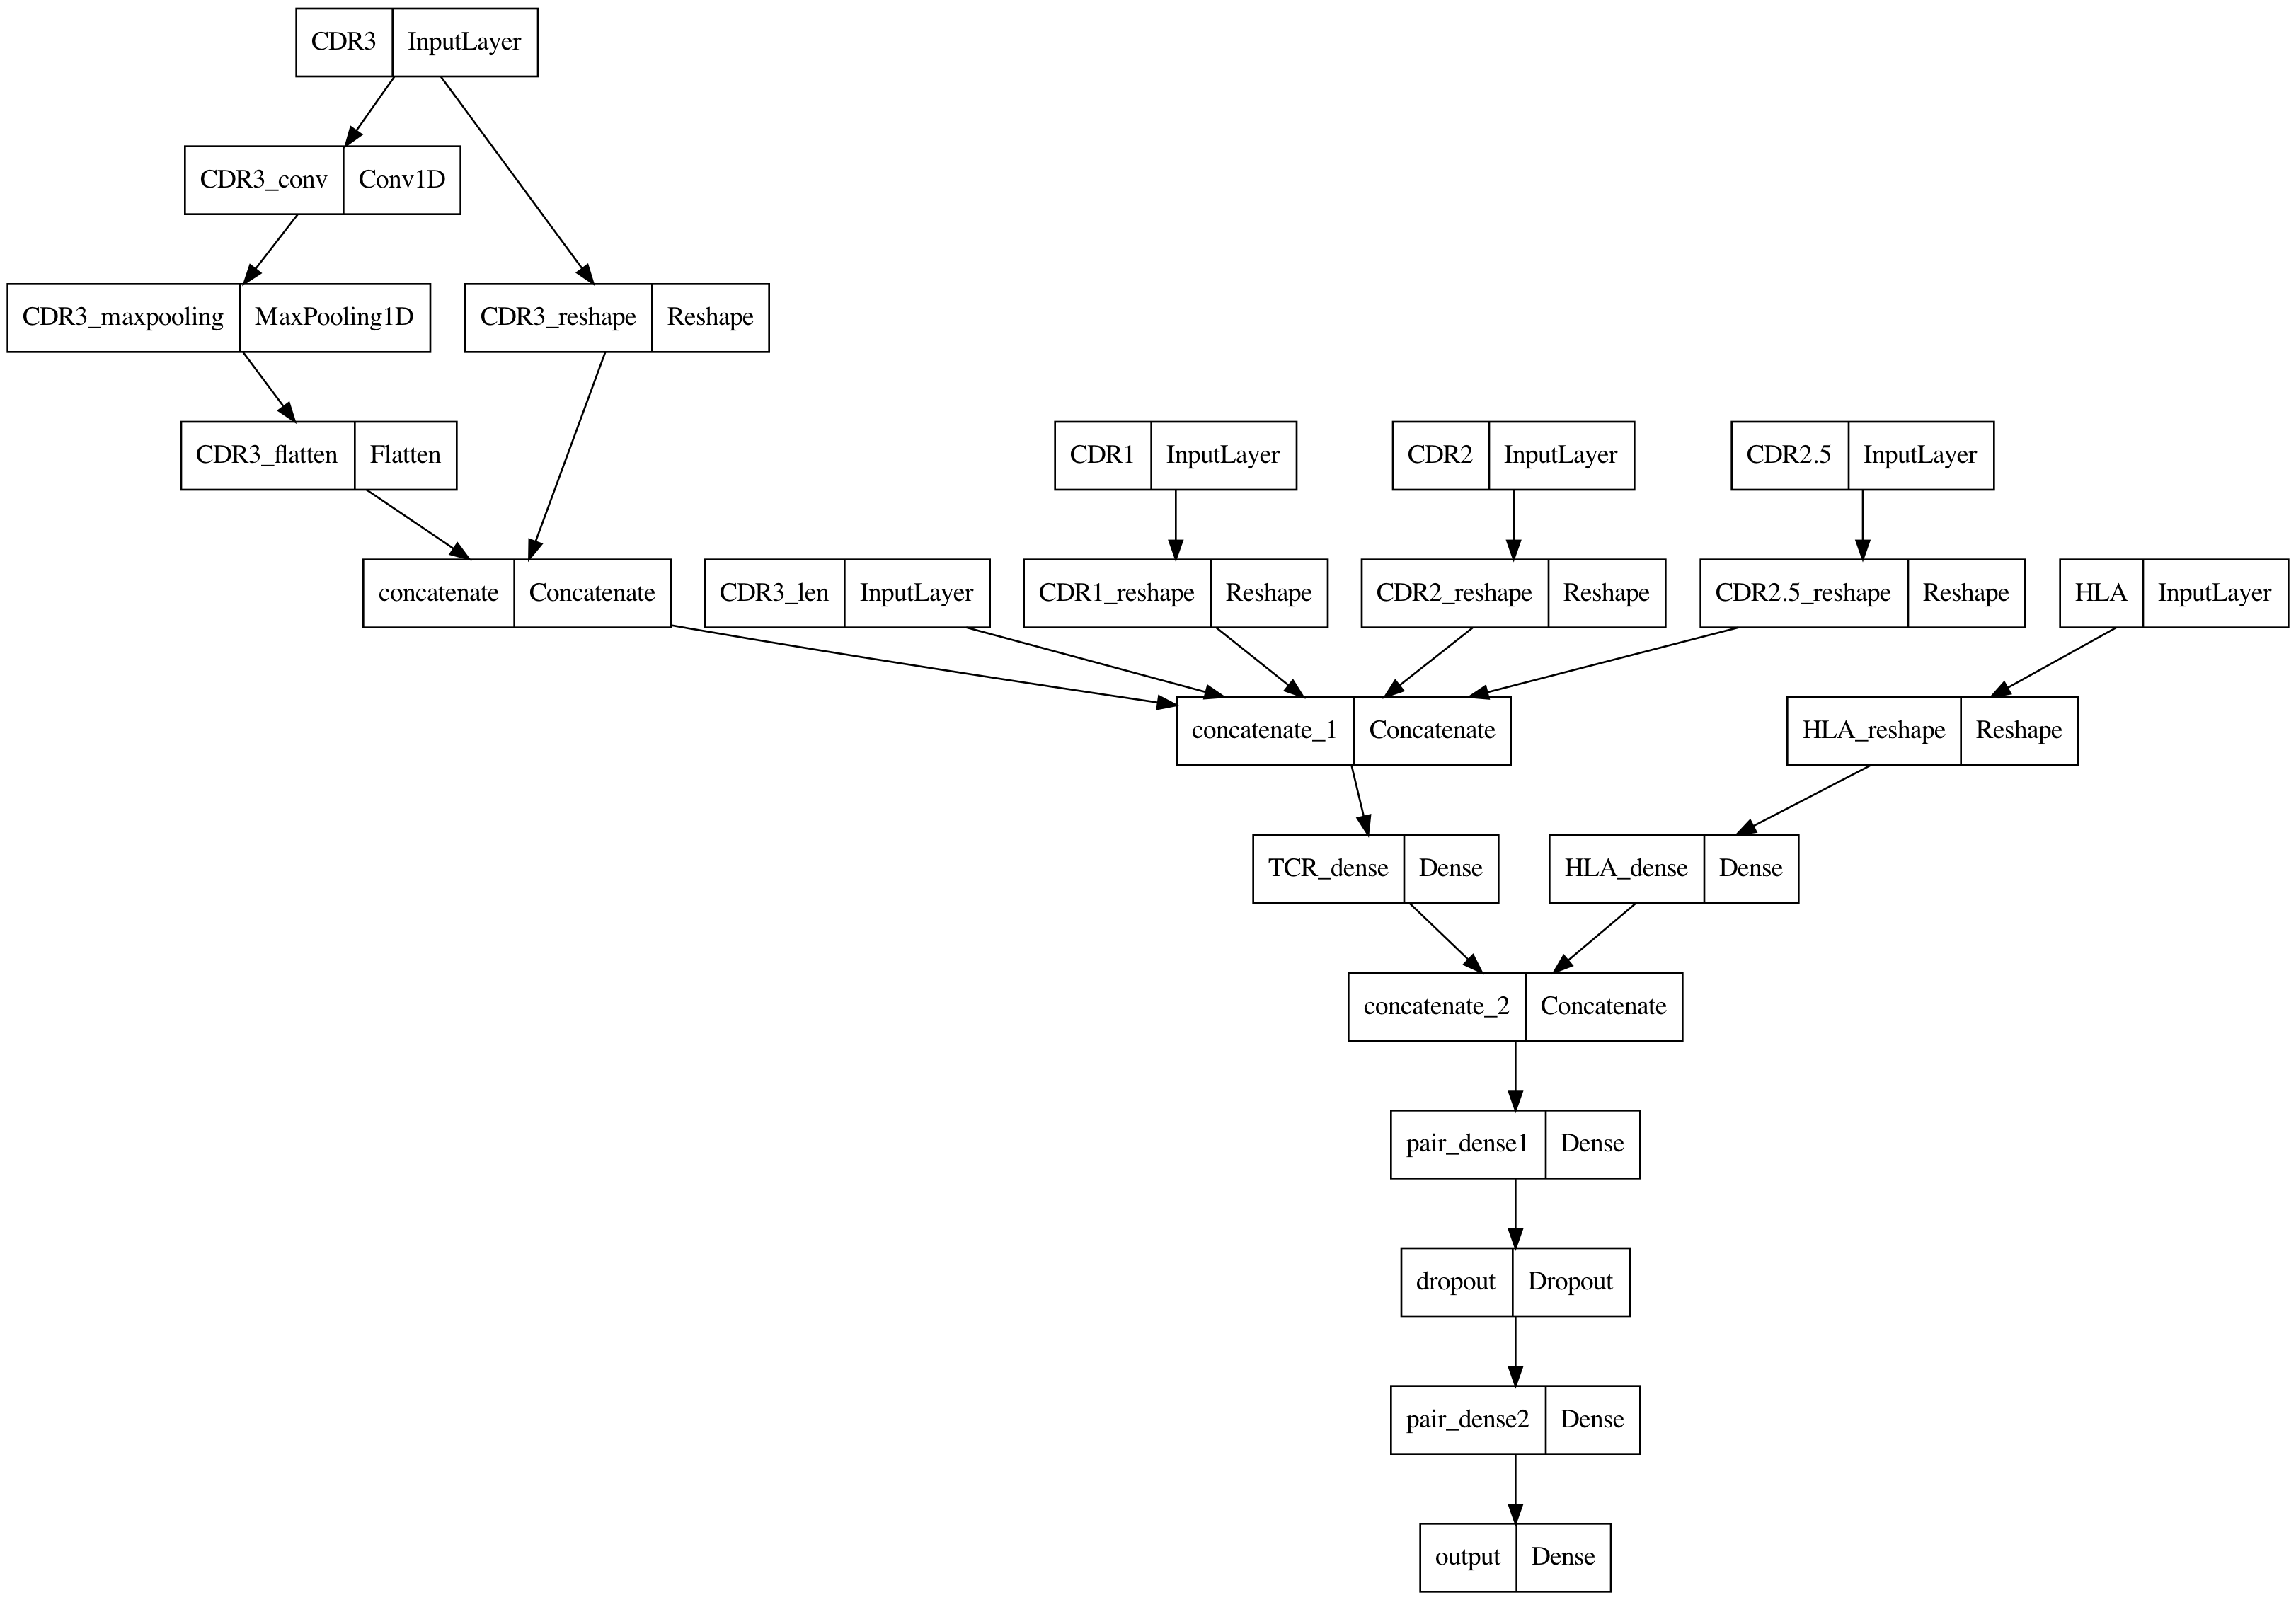 CDR3 InputLayer
CDR3_conv Conv1D
CDR3_maxpooling MaxPooling1D
CDR3_reshape Reshape
CDR3_flatten Flatten
CDR1 InputLayer
CDR2 InputLayer
CDR2.5 InputLayer
concatenate Concatenate
CDR3_len InputLayer
CDR1_reshape Reshape
CDR2_reshape Reshape
CDR2.5_reshape Reshape
HLA InputLayer
concatenate_1 Concatenate
HLA_reshape Reshape
TCR_dense Dense
HLA_dense Dense
concatenate_2 Concatenate
pair_dense1 Dense
dropout Dropout
pair_dense2 Dense
output Dense